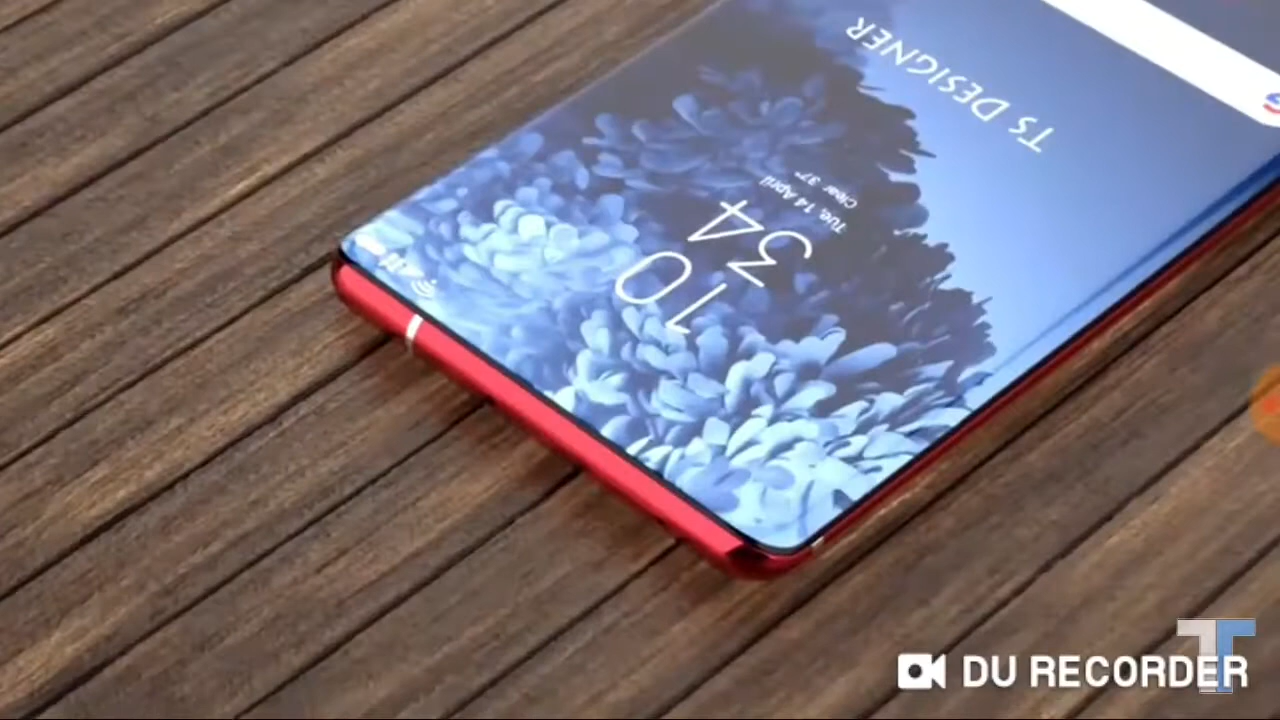 TS DESIGNER
Tue, 14 April
Clear 37°
10
34
DU RECORDER